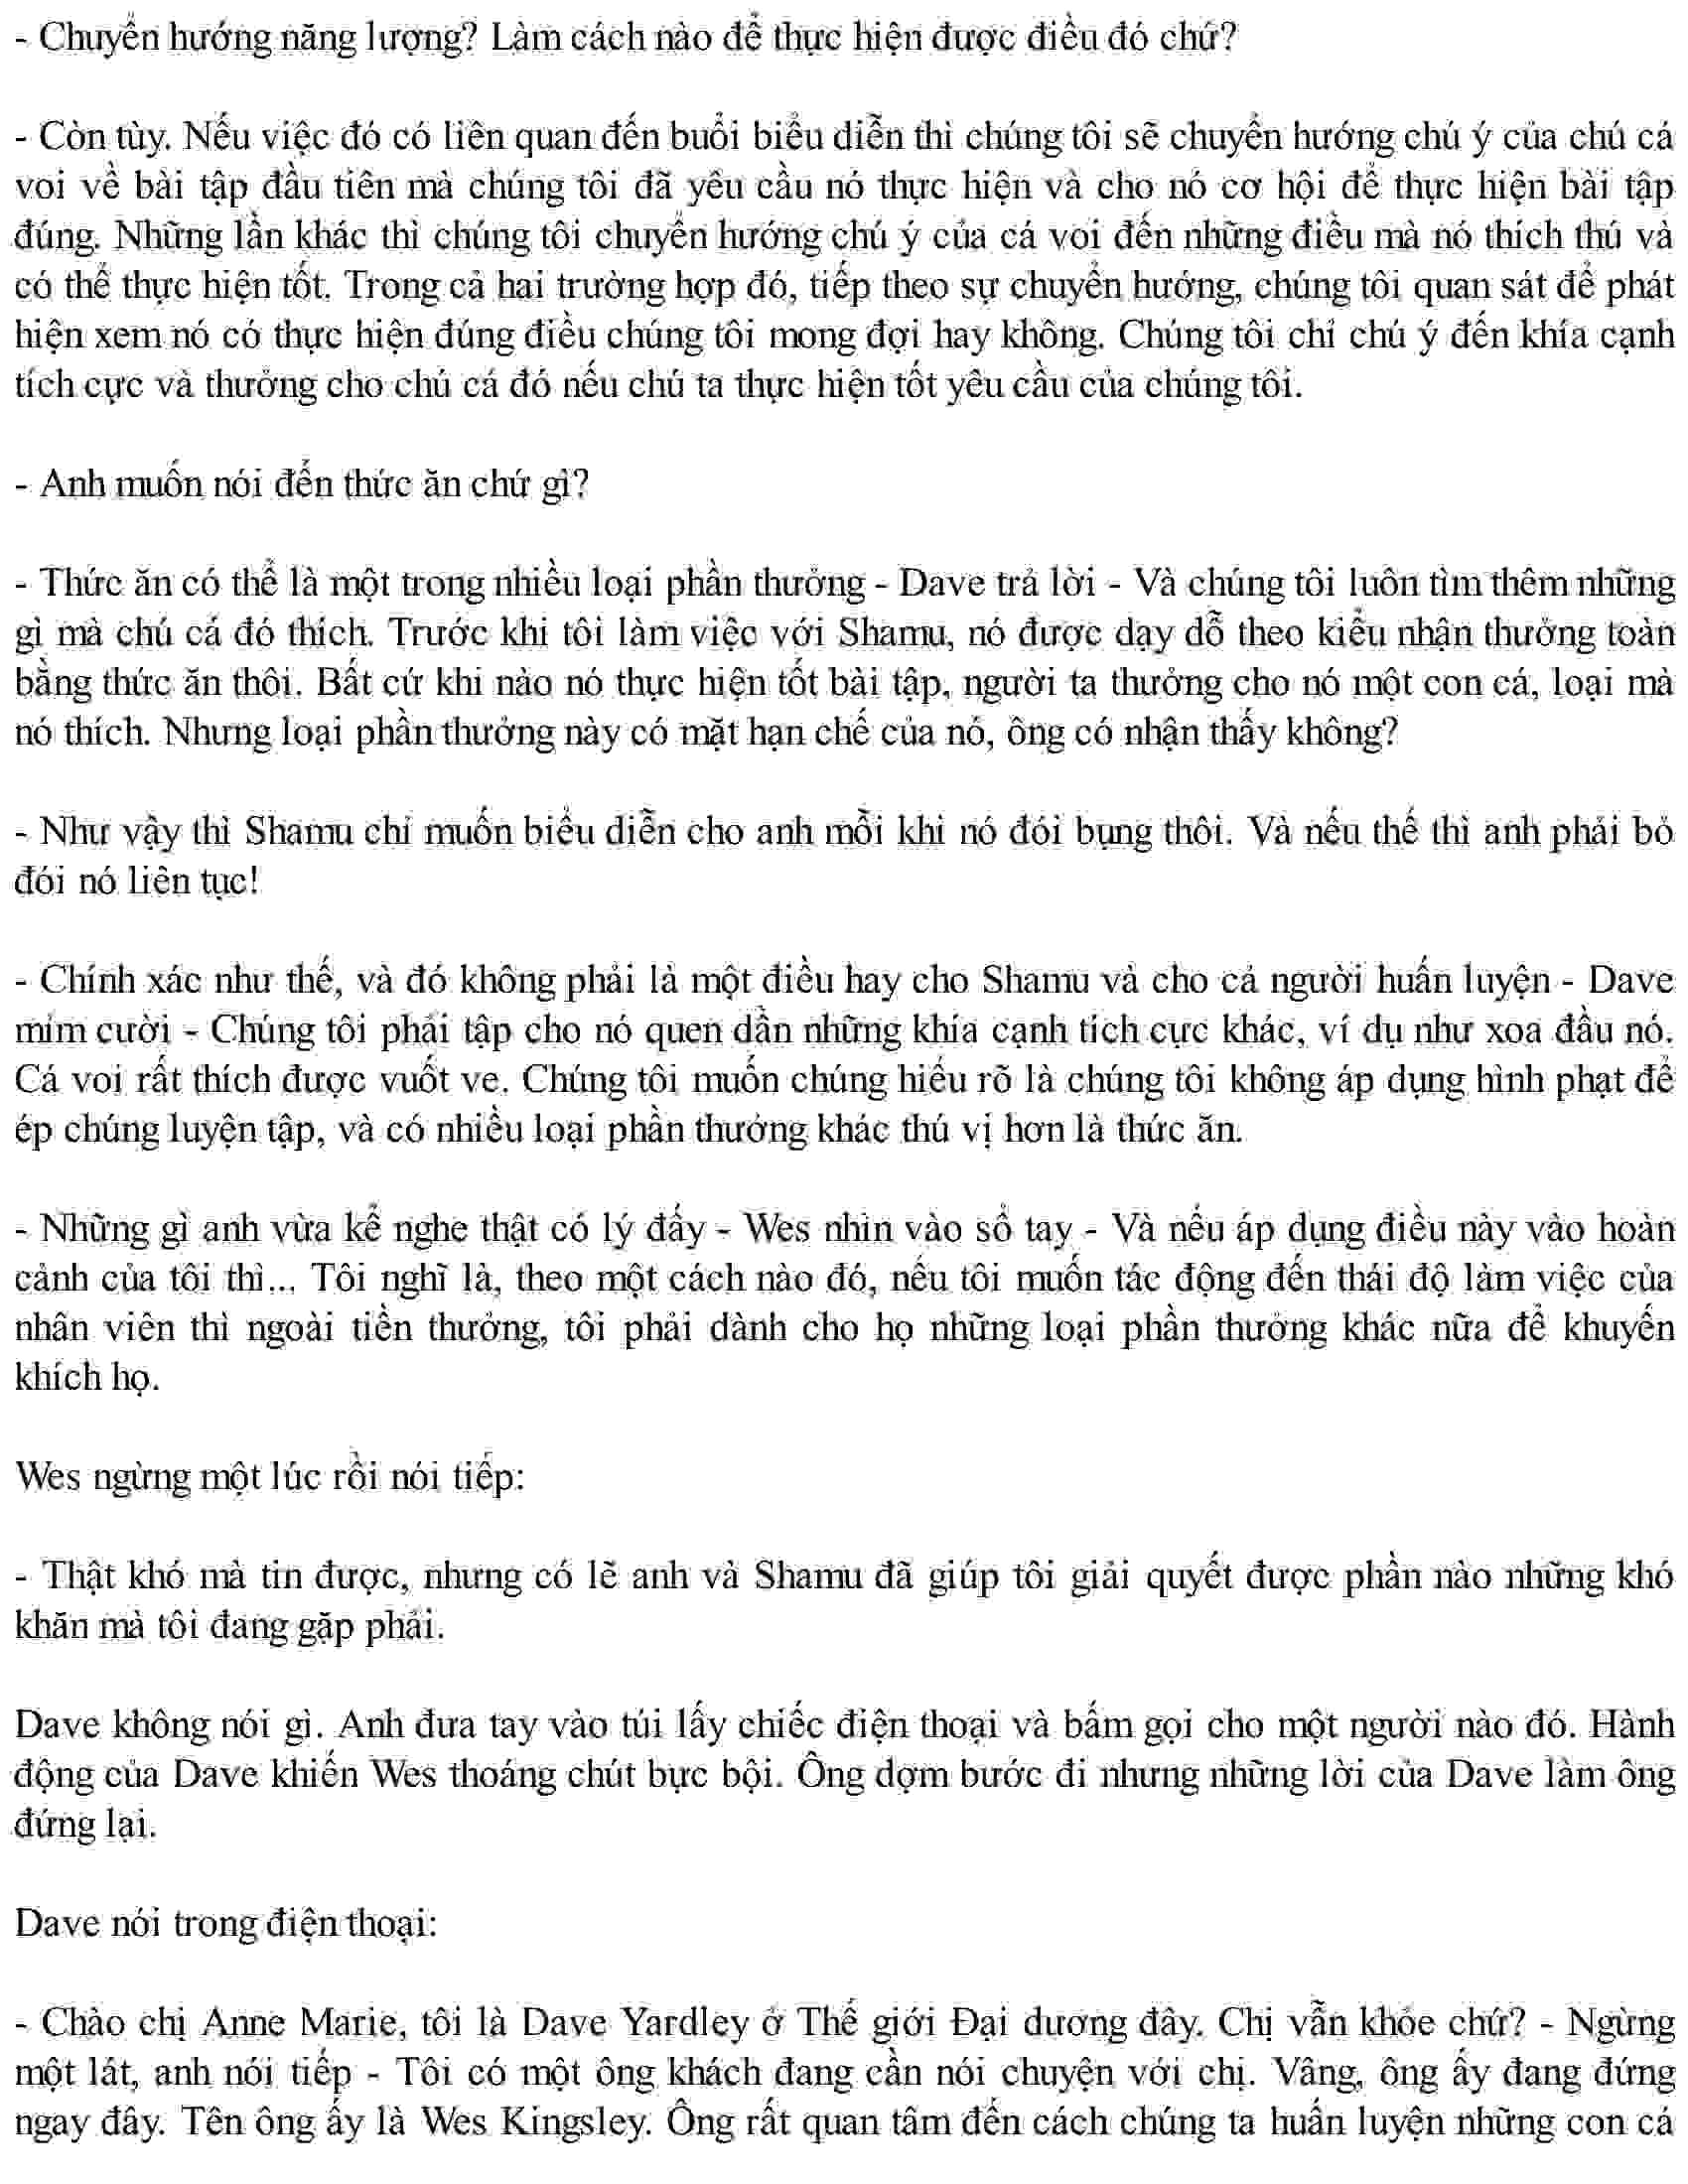 - Chuyển hướng năng lượng? Làm cách nào để thực hiện được điều đó chứ?
- Còn tùy. Nếu việc đó có liên quan đến buổi biểu diễn thì chúng tôi sẽ chuyển hướng chú ý của chú cá
voi về bài tập đầu tiên mà chúng tôi đã yêu cầu nó thực hiện và cho nó cơ hội để thực hiện bài tập
đúng. Những lần khác thì chúng tôi chuyển hướng chú ý của cá voi đến những điều mà nó thích thú và
có thể thực hiện tốt. Trong cả hai trường hợp đó, tiếp theo sự chuyển hướng, chúng tôi quan sát để phát
hiện xem nó có thực hiện đúng điều chúng tôi mong đợi hay không. Chúng tôi chỉ chú ý đến khía cạnh
tích cực và thưởng cho chú cá đó nếu chú ta thực hiện tốt yêu cầu của chúng tôi.
- Anh muốn nói đến thức ăn chứ gì?
- Thức ăn có thể là một trong nhiều loại phần thưởng - Dave trả lời - Và chúng tôi luôn tìm thêm những
gì mà chú cá đó thích. Trước khi tôi làm việc với Shamu, nó được dạy dỗ theo kiểu nhận thưởng toàn
bằng thức ăn thôi. Bất cứ khi nào nó thực hiện tốt bài tập, người ta thưởng cho nó một con cá, loại mà
nó thích. Nhưng loại phần thưởng này có mặt hạn chế của nó, ông có nhận thấy không?
- Như vậy thì Shamu chỉ muốn biểu diễn cho anh mỗi khi nó đói bụng thôi. Và nếu thế thì anh phải bỏ
đói nó liên tục!
- Chính xác như thế, và đó không phải là một điều hay cho Shamu và cho cả người huấn luyện - Dave
mỉm cười - Chúng tôi phải tập cho nó quen dần những khía cạnh tích cực khác, ví dụ như xoa đầu nó.
Cá voi rất thích được vuốt ve. Chúng tôi muốn chúng hiểu rõ là chúng tôi không áp dụng hình phạt để
ép chúng luyện tập, và có nhiều loại phần thưởng khác thú vị hơn là thức ăn.
- Những gì anh vừa kể nghe thật có lý đấy - Wes nhìn vào sổ tay - Và nếu áp dụng điều này vào hoàn
cảnh của tôi thì... Tôi nghĩ là, theo một cách nào đó, nếu tôi muốn tác động đến thái độ làm việc của
nhân viên thì ngoài tiền thưởng, tôi phải dành cho họ những loại phần thưởng khác nữa để khuyến
khích họ.
Wes ngừng một lúc rồi nói tiếp:
- Thật khó mà tin được, nhưng có lẽ anh và Shamu đã giúp tôi giải quyết được phần nào những khó
khăn mà tôi đang gặp phải.
Dave không nói gì. Anh đưa tay vào túi lấy chiếc điện thoại và bấm gọi cho một người nào đó. Hành
động của Dave khiến Wes thoáng chút bực bội. Ông dợm bước đi nhưng những lời của Dave làm ông
đứng lại.
Dave nói trong điện thoại:
- Chào chị Anne Marie, tôi là Dave Yardley ở Thế giới Đại dương đây. Chị vẫn khỏe chứ? - Ngừng
một lát, anh nói tiếp - Tôi có một ông khách đang cần nói chuyện với chị. Vâng, ông ấy đang đứng
ngay đây. Tên ông ấy là Wes Kingsley. Ông rất quan tâm đến cách chúng ta huấn luyện những con cá